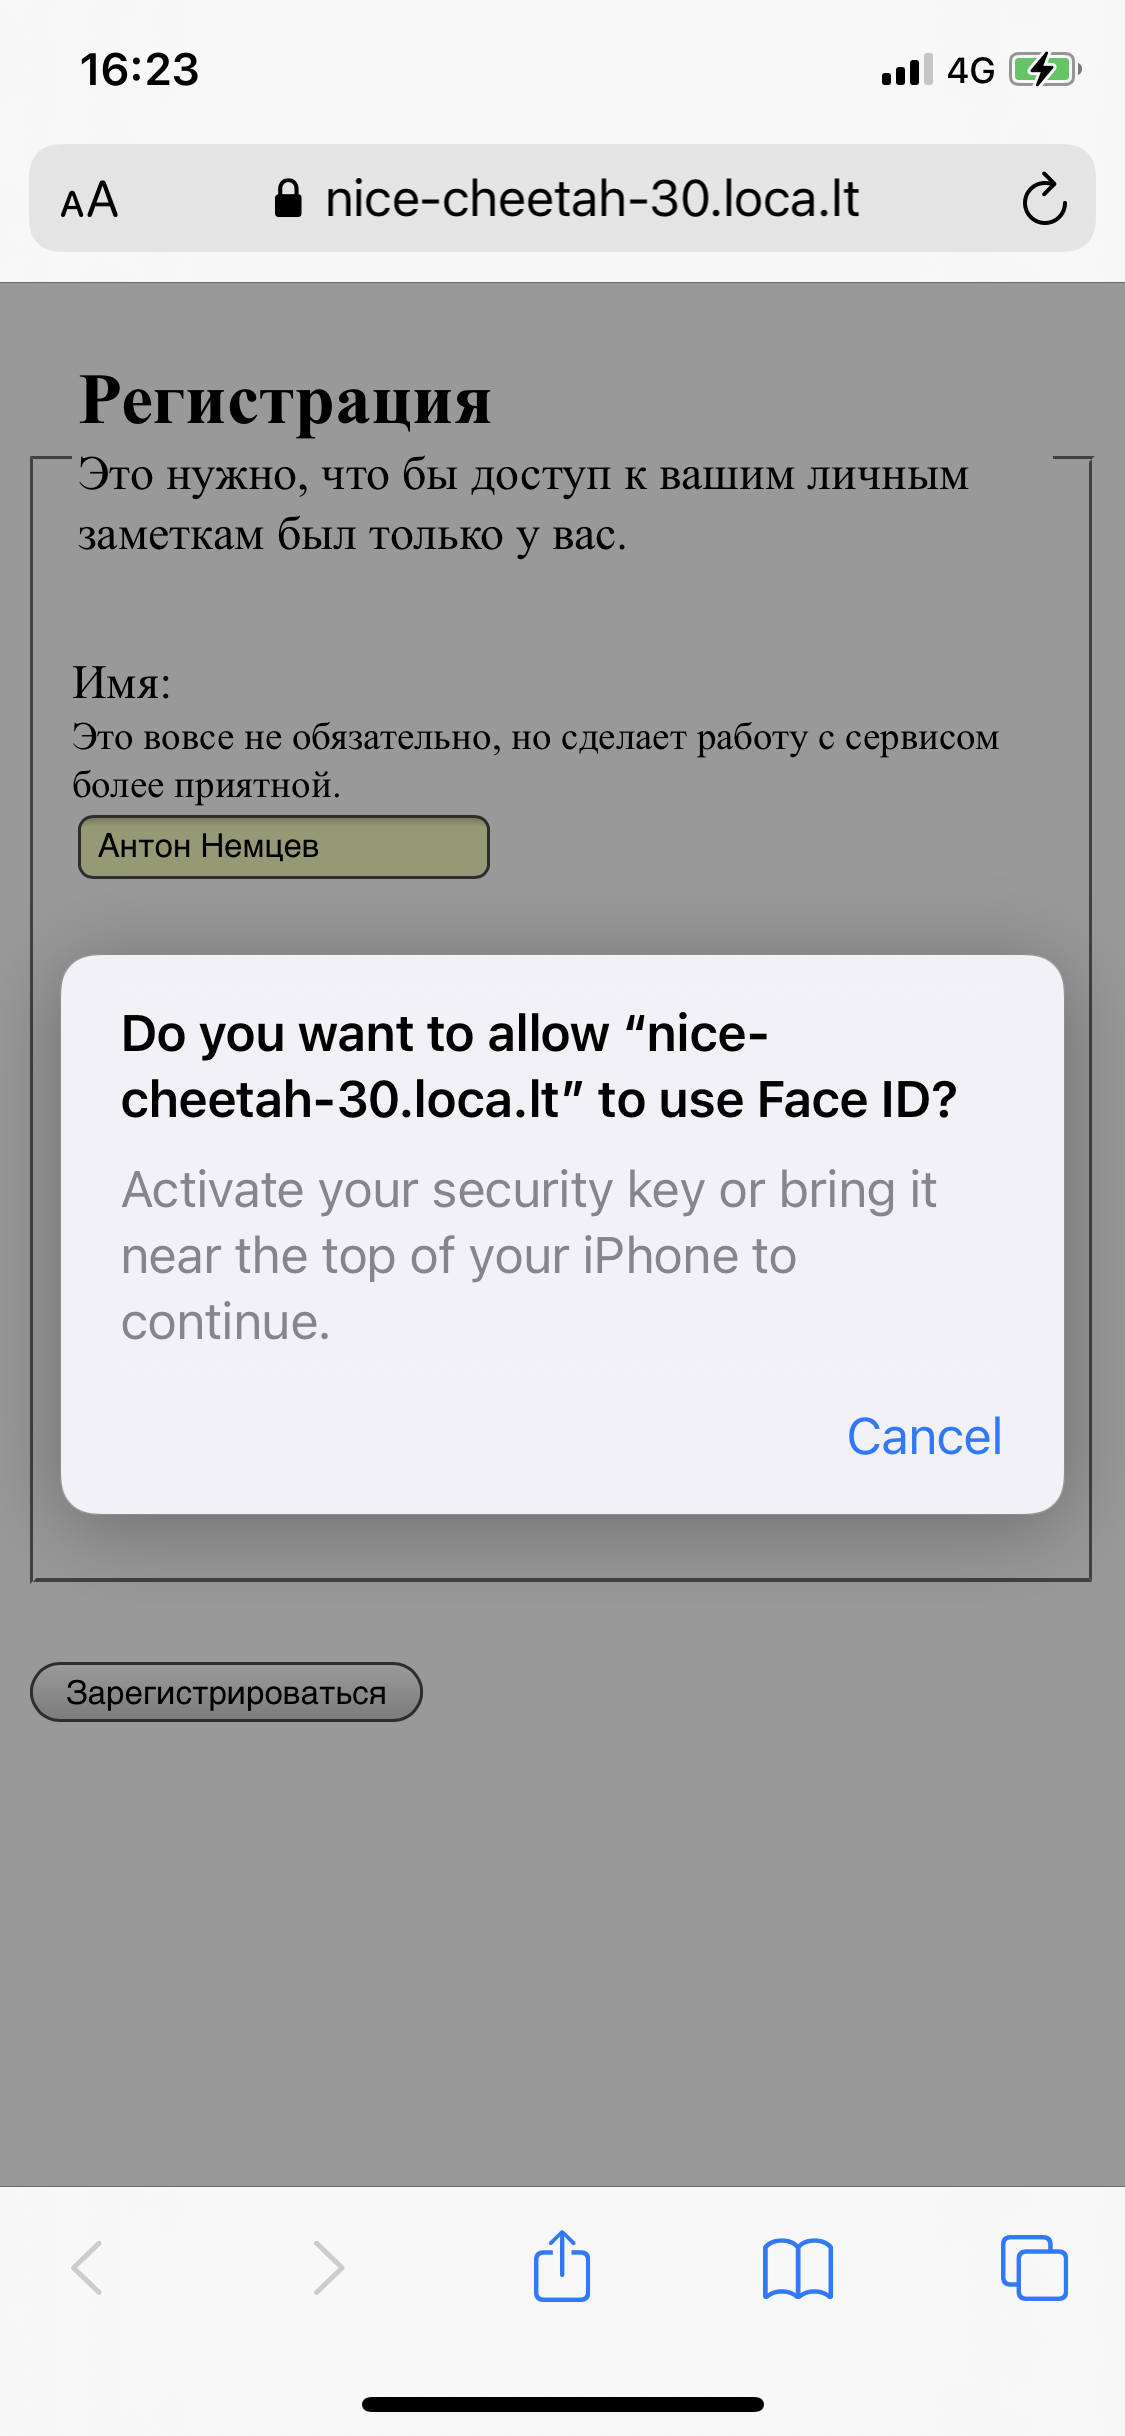 16:23
4G
AA
nice-cheetah-30.loca.lt
Регистрация
Это нужно, что бы доступ к вашим личным
заметкам был только у вас.
Имя:
Это вовсе не обязательно, но сделает работу с сервисом
более приятной.
Антон Немцев
Do you want to allow “nice-
cheetah-30.loca.lt” to use Face ID?
Activate your security key or bring it
near the top of your iPhone to
continue.
Cancel
Зарегистрироваться